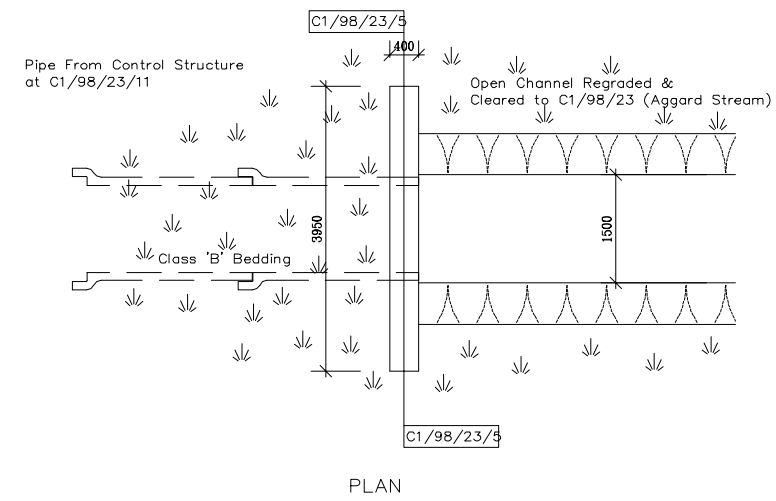 C1/98/23/5
400
Pipe From Control Structure
at C1/98/23/11
Open Channel Regraded &
Cleared to C1/98/23 (Aggard Stream)
3950
1500
Class 'B' Bedding
C1/98/23/5
PLAN